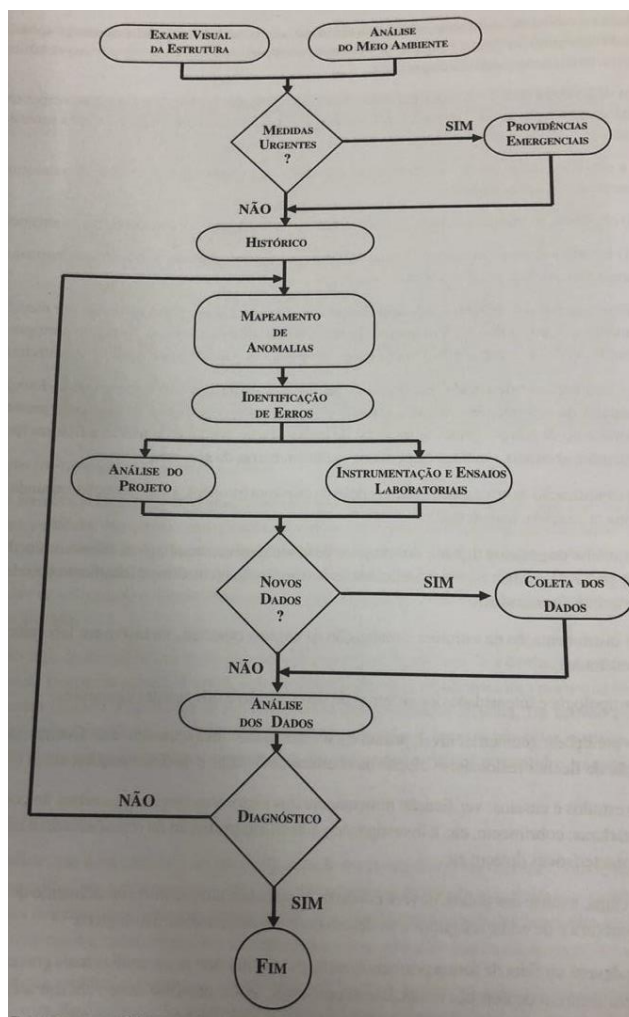 EXAME VISUAL
DA ESTRUTURA
ANÁLISE
DO MEIO AMBIENTE
MEDIDAS
URGENTES
?
SIM
PROVIDÊNCIAS
EMERGENCIAIS
NÃO
HISTÓRICO
MAPEAMENTO
DE
ANOMALIAS
IDENTIFICAÇÃO
DE ERROS
ANÁLISE DO
PROJETO
INSTRUMENTAÇÃO E ENSAIOS
LABORATORIAIS
NOVOS
DADOS
?
SIM
COLETA DOS
DADOS
NÃO
ANÁLISE
DOS DADOS
NÃO
DIAGNÓSTICO
SIM
FIM